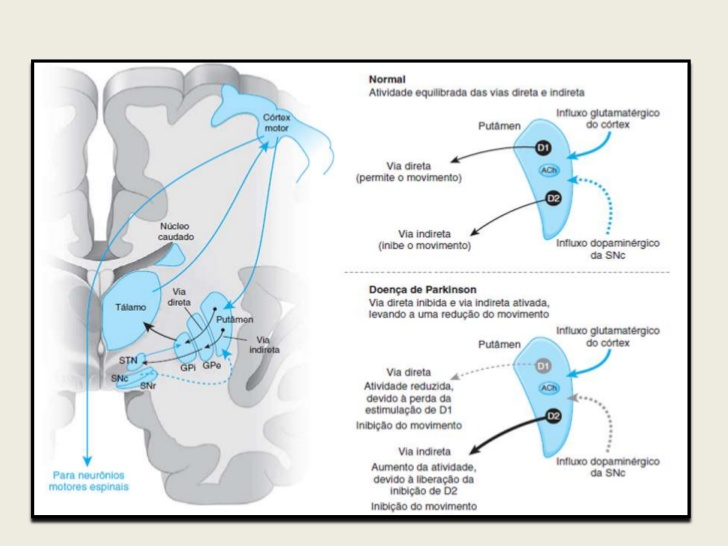 Córtex
motor
Núcleo
caudado
Tálamo
Via
direta
Putâmen
Via
indireta
STN
GPi
GPe
SNc
SNr
Para neurônios
motores espinais
Normal
Atividade equilibrada das vias direta e indireta
Putâmen
Influxo glutamatérgico
do córtex
D1
ACh
D2
Via direta
(permite o movimento)
Via indireta
(inibe o movimento)
Influxo dopaminérgico
da SNc
Doença de Parkinson
Via direta inibida e via indireta ativada,
levando a uma redução do movimento
Putâmen
Influxo glutamatérgico
do córtex
D1
ACh
D2
Via direta
Atividade reduzida,
devido à perda da
estimulação de D1
Inibição do movimento
Via indireta
Aumento da atividade,
devido à liberação da
inibição de D2
Inibição do movimento
Influxo dopaminérgico
da SNc